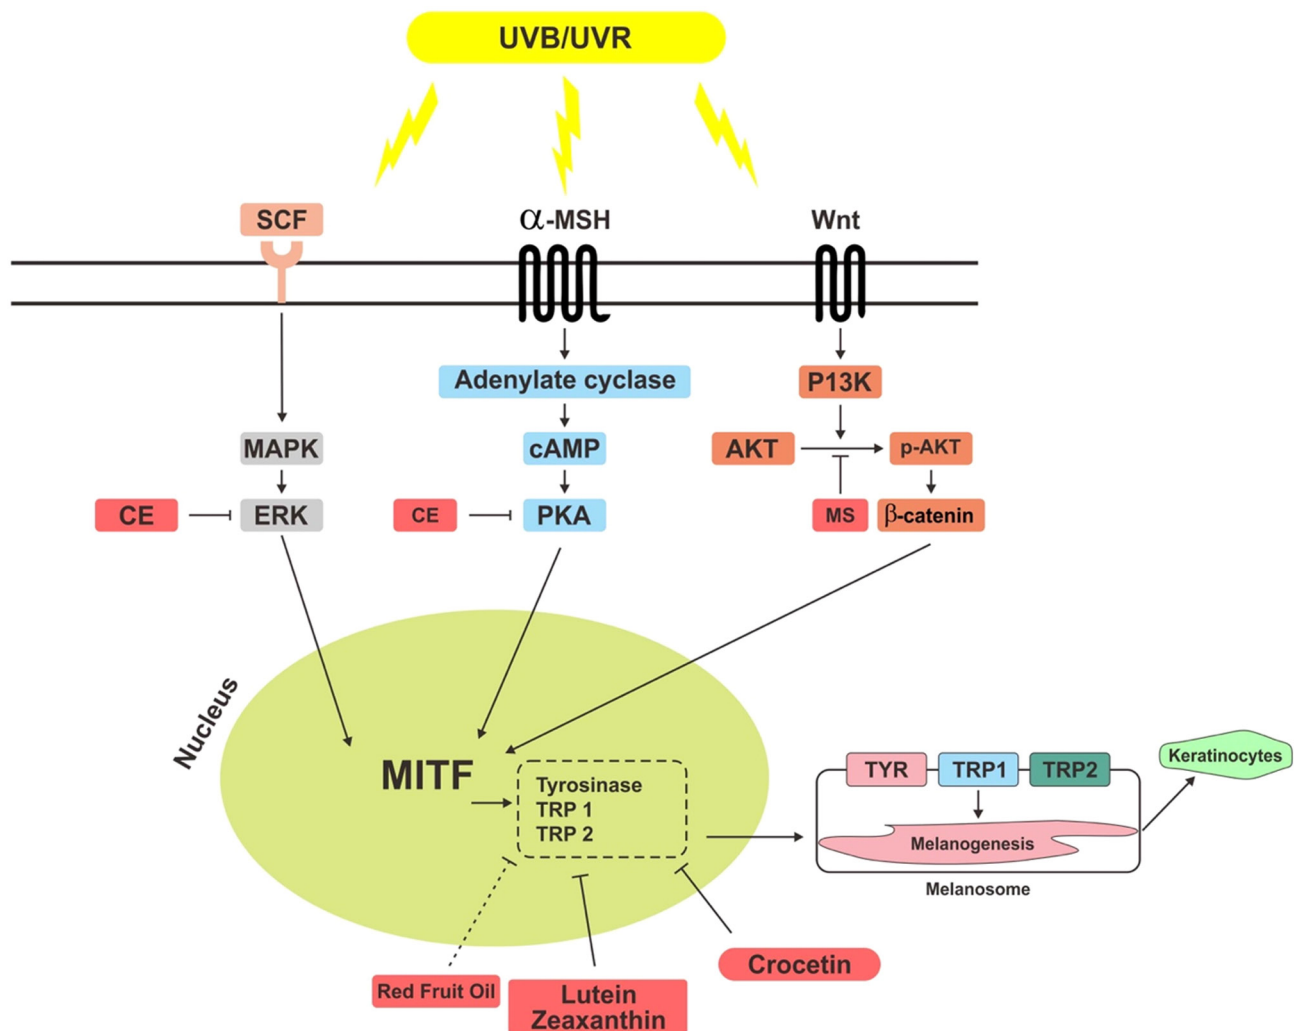 UVB/UVR
SCF
α-MSH
Wnt
Adenylate cyclase
P13K
MAPK
cAMP
AKT
p-AKT
CE
ERK
CE
PKA
MS
β-catenin
Nucleus
MITF
Tyrosinase
TRP 1
TRP 2
TYR
TRP1
TRP2
Keratinocytes
Melanogenesis
Melanosome
Red Fruit Oil
Lutein
Zeaxanthin
Crocetin